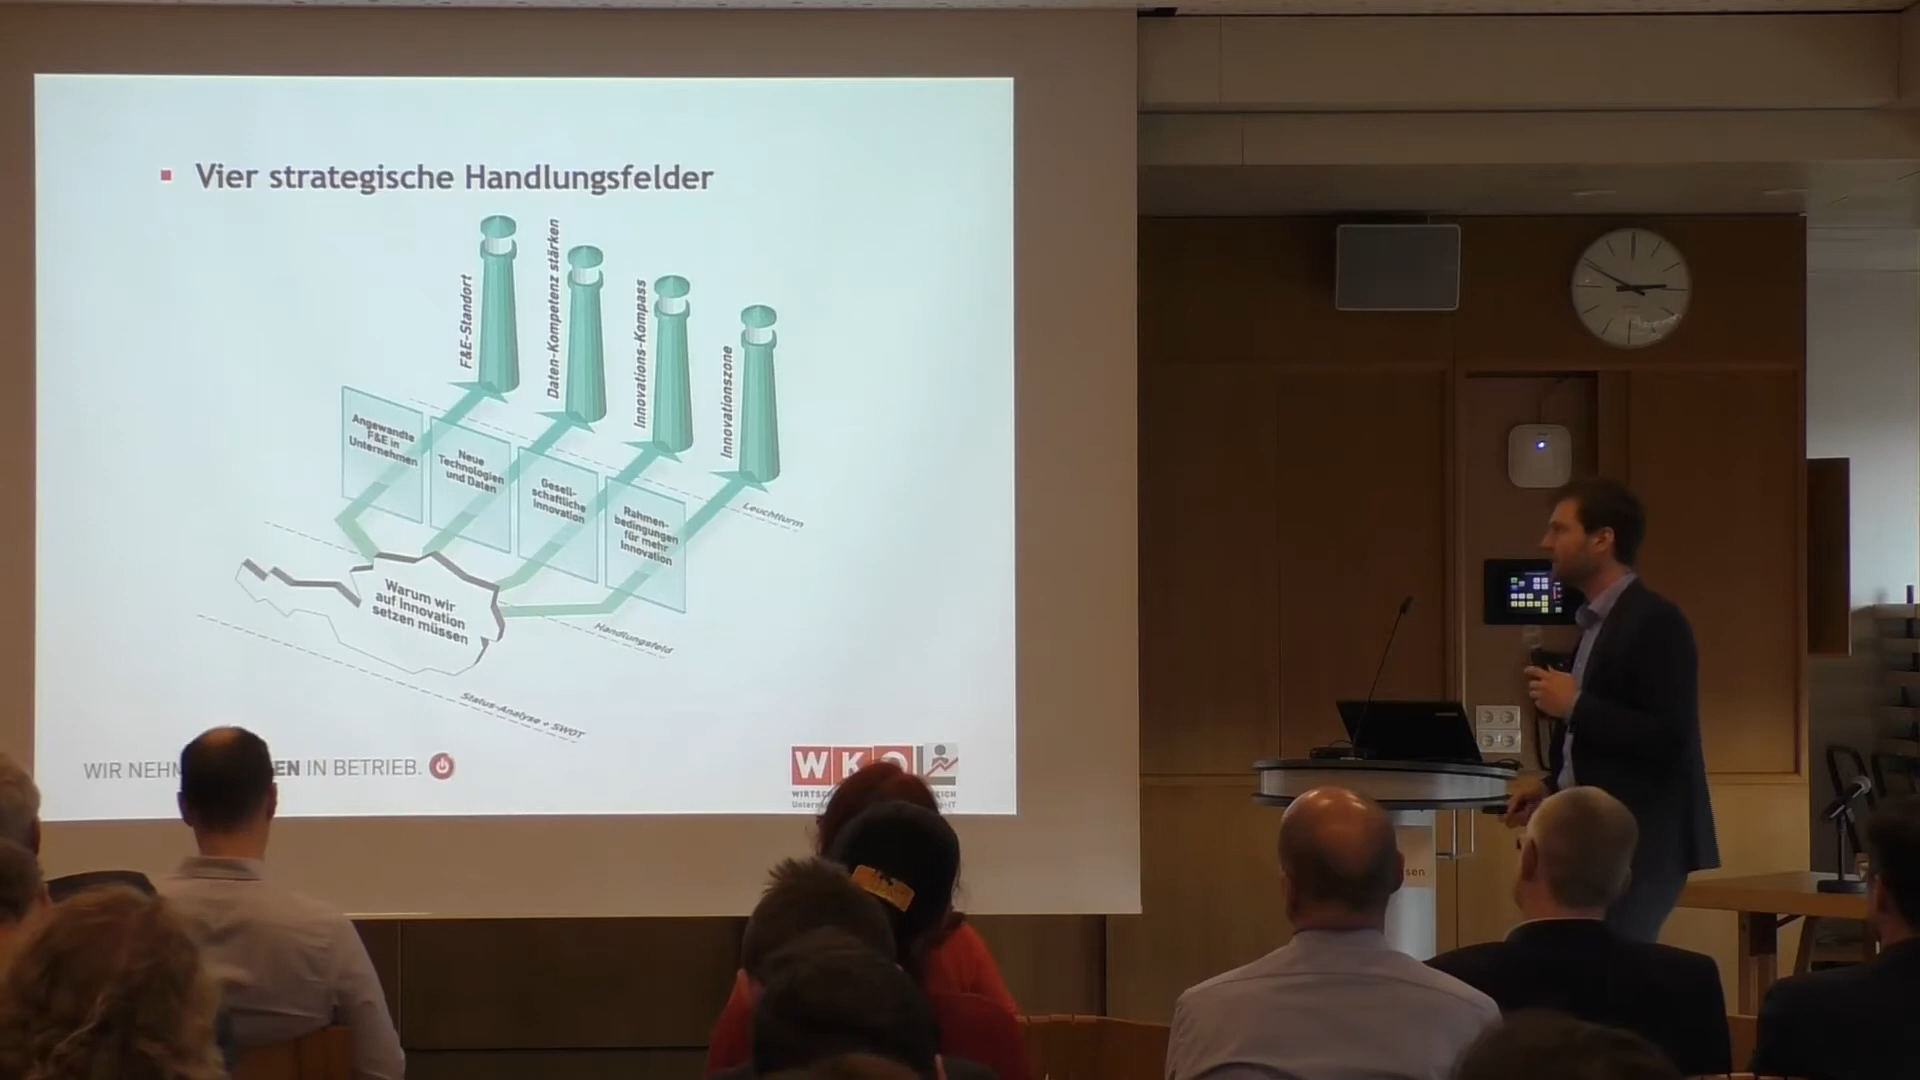 Vier strategische Handlungsfelder
F&E-Standort
Daten-Kompetenz stärken
Innovations-Kompass
Innovationszone
Angewandte
F&E in
Unternehmen
Neue
Technologien
und Daten
Gesell-
schaftliche
Innovation
Rahmen-
bedingungen
für mehr
Innovation
Leuchtturm
Warum wir
auf Innovation
setzen müssen
Handlungsfeld
Status-Analyse + SWOT
WIR NEHM EN IN BETRIEB.
WKO
sen